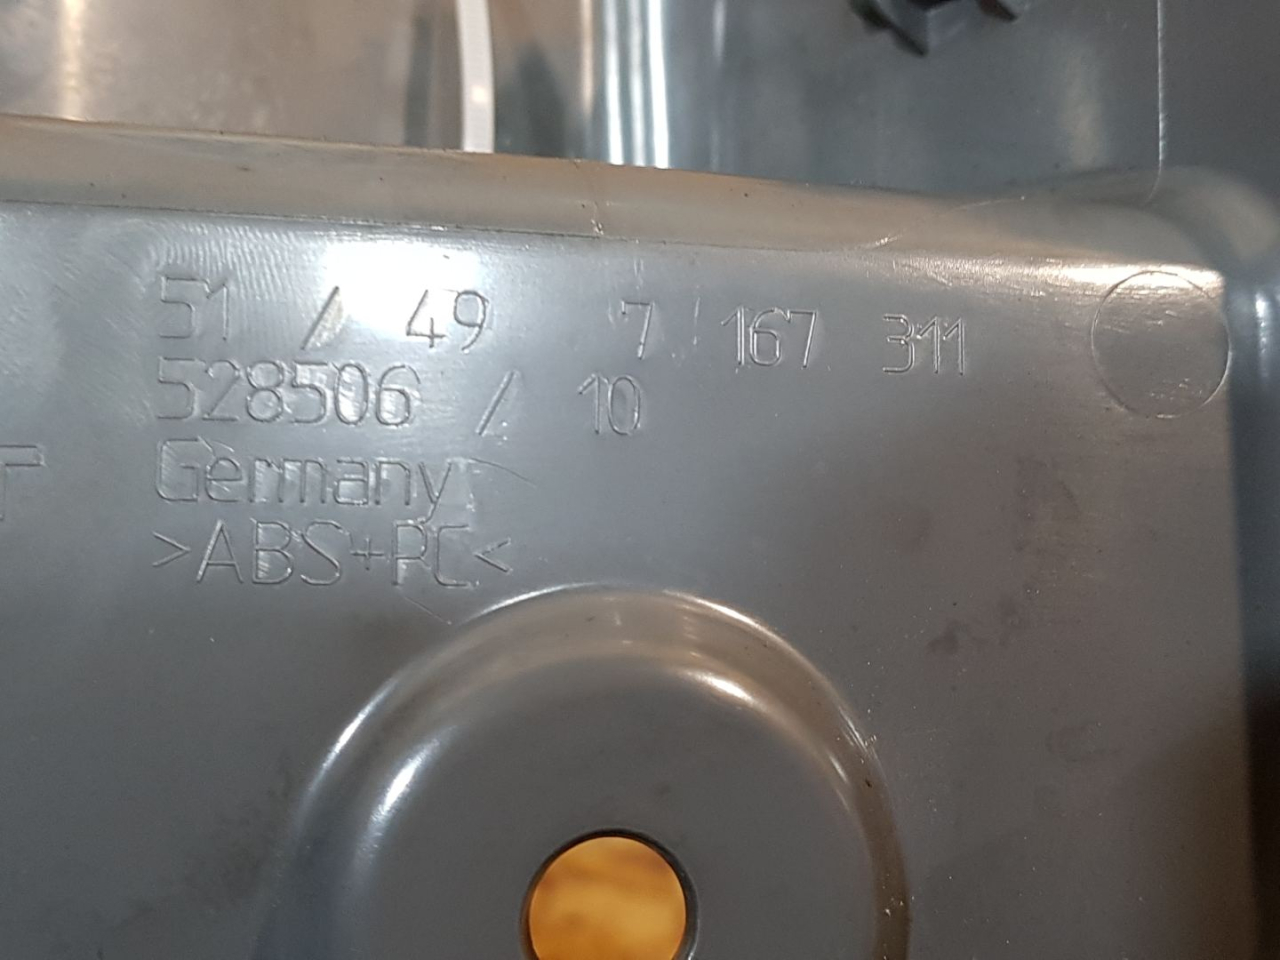 51 / 49 7 167 311
528506 / 10
Germany
>ABS+PC<
T